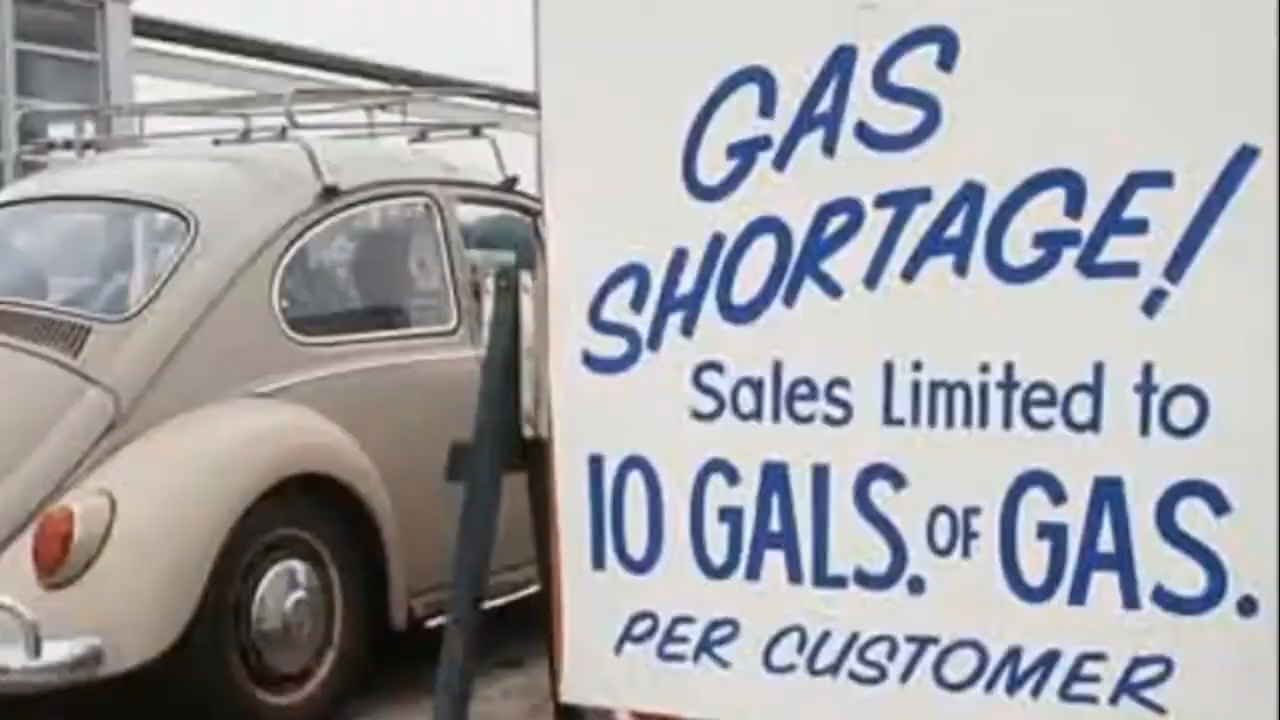 GAS
SHORTAGE!
Sales Limited to
10 GALS. OF GAS.
PER CUSTOMER